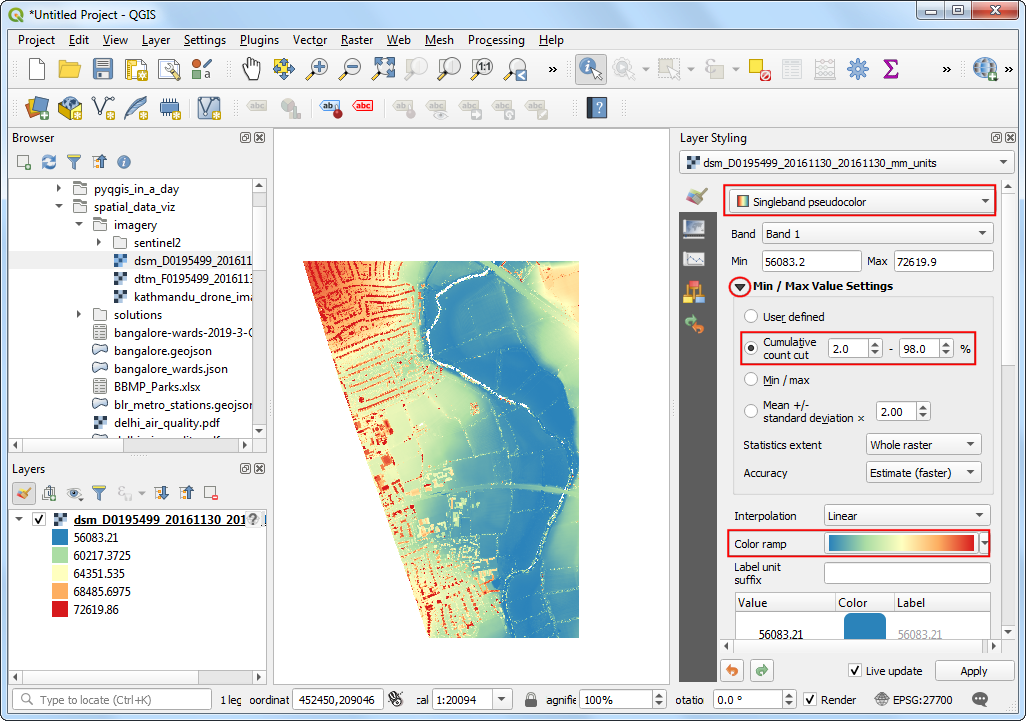 *Untitled Project - QGIS
Project Edit View Layer Settings Plugins Vector Raster Web Mesh Processing Help
Browser
pyqgis_in_a_day
spatial_data_viz
imagery
sentinel2
dsm_D0195499_20161
dtm_F0195499_20161
kathmandu_drone_ima
solutions
bangalore-wards-2019-3-
bangalore.geojson
bangalore_wards.json
BBMP_Parks.xlsx
blr_metro_stations.geojson
delhi_air_quality.pdf
Layers
dsm_D0195499_20161130_201
56083.21
60217.3725
64351.535
68485.6975
72619.86
Layer Styling
dsm_D0195499_20161130_20161130_mm_units
Singleband pseudocolor
Band Band 1
Min 56083.2 Max 72619.9
Min / Max Value Settings
User defined
Cumulative count cut 2.0 - 98.0 %
Min / max
Mean +/- standard deviation × 2.00
Statistics extent Whole raster
Accuracy Estimate (faster)
Interpolation Linear
Color ramp
Label unit suffix
Value Color Label
56083.21 56083.21
Live update Apply
Type to locate (Ctrl+K) 1 leg oordinat 452450,209046 cal 1:20094 agnifie 100% otatio 0.0 ° Render EPSG:27700